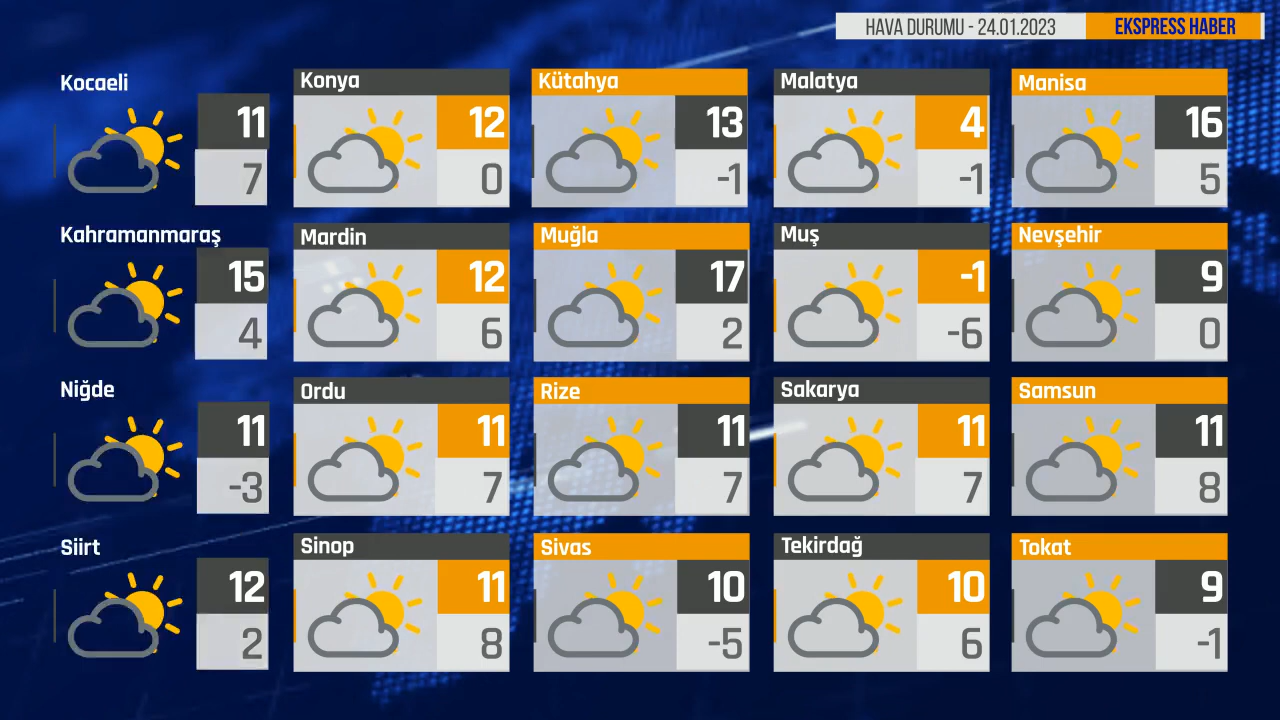 HAVA DURUMU - 24.01.2023 EKSPRESS HABER
Kocaeli
11
7
Konya
12
0
Kütahya
13
-1
Malatya
4
-1
Manisa
16
5
Kahramanmaraş
15
4
Mardin
12
6
Muğla
17
2
Muş
-1
-6
Nevşehir
9
0
Niğde
11
-3
Ordu
11
7
Rize
11
7
Sakarya
11
7
Samsun
11
8
Siirt
12
2
Sinop
11
8
Sivas
10
-5
Tekirdağ
10
6
Tokat
9
-1